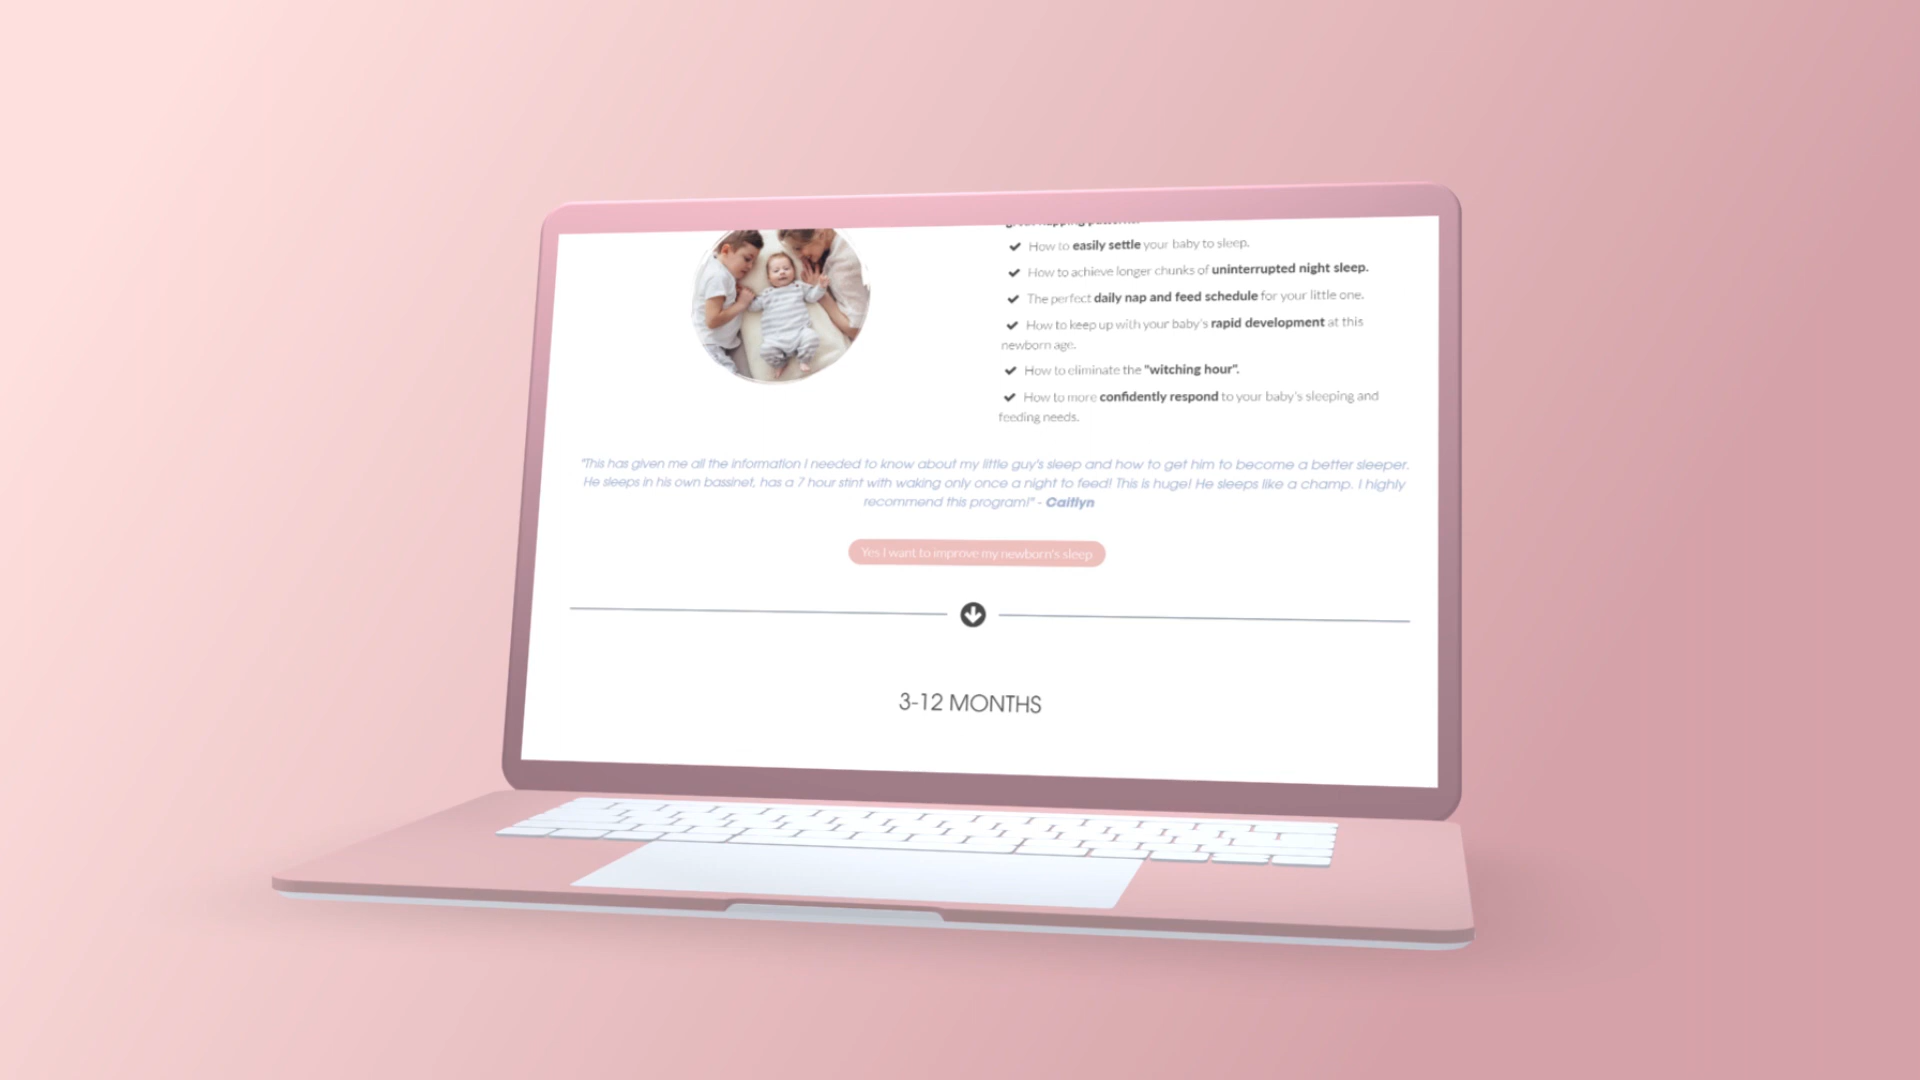 great napping patterns.
How to easily settle your baby to sleep.
How to achieve longer chunks of uninterrupted night sleep.
The perfect daily nap and feed schedule for your little one.
How to keep up with your baby's rapid development at this
newborn age.
How to eliminate the "witching hour".
How to more confidently respond to your baby's sleeping and
feeding needs.
"This has given me all the information I needed to know about my little guy's sleep and how to get him to become a better sleeper.
He sleeps in his own bassinet, has a 7 hour stint with waking only once a night to feed! This is huge! He sleeps like a champ. I highly
recommend this program!" - Caitlyn
Yes I want to improve my newborn's sleep
3-12 MONTHS